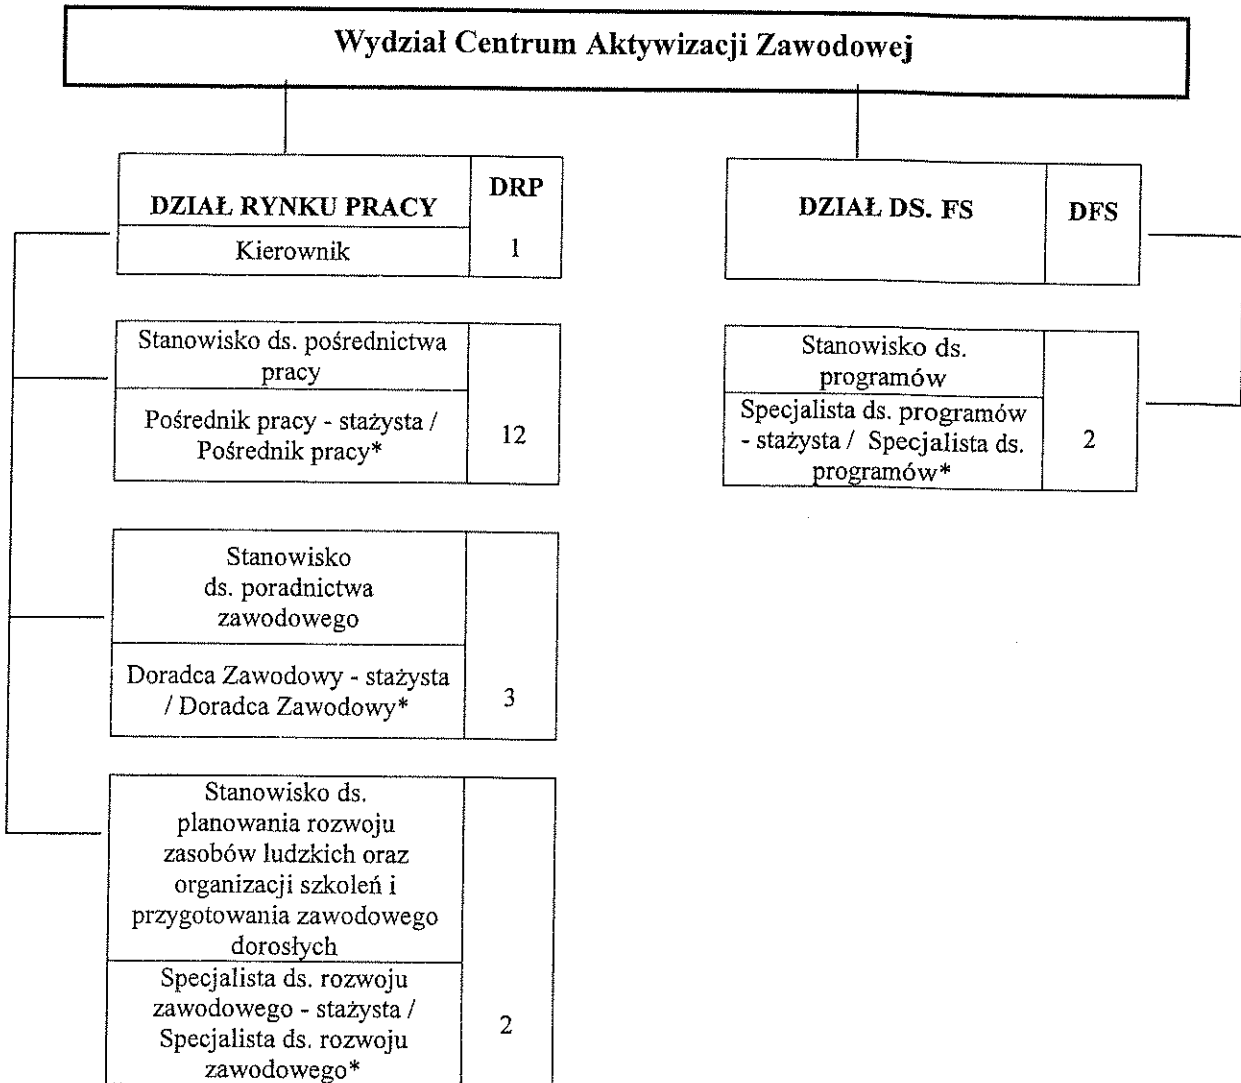 Wydział Centrum Aktywizacji Zawodowej
DZIAŁ RYNKU PRACY
DRP
Kierownik
1
Stanowisko ds. pośrednictwa
pracy
Pośrednik pracy - stażysta /
Pośrednik pracy*
12
Stanowisko
ds. poradnictwa
zawodowego
Doradca Zawodowy - stażysta
/ Doradca Zawodowy*
3
Stanowisko ds.
planowania rozwoju
zasobów ludzkich oraz
organizacji szkoleń i
przygotowania zawodowego
dorosłych
Specjalista ds. rozwoju
zawodowego - stażysta /
Specjalista ds. rozwoju
zawodowego*
2
DZIAŁ DS. FS
DFS
Stanowisko ds.
programów
Specjalista ds. programów
- stażysta / Specjalista ds.
programów*
2